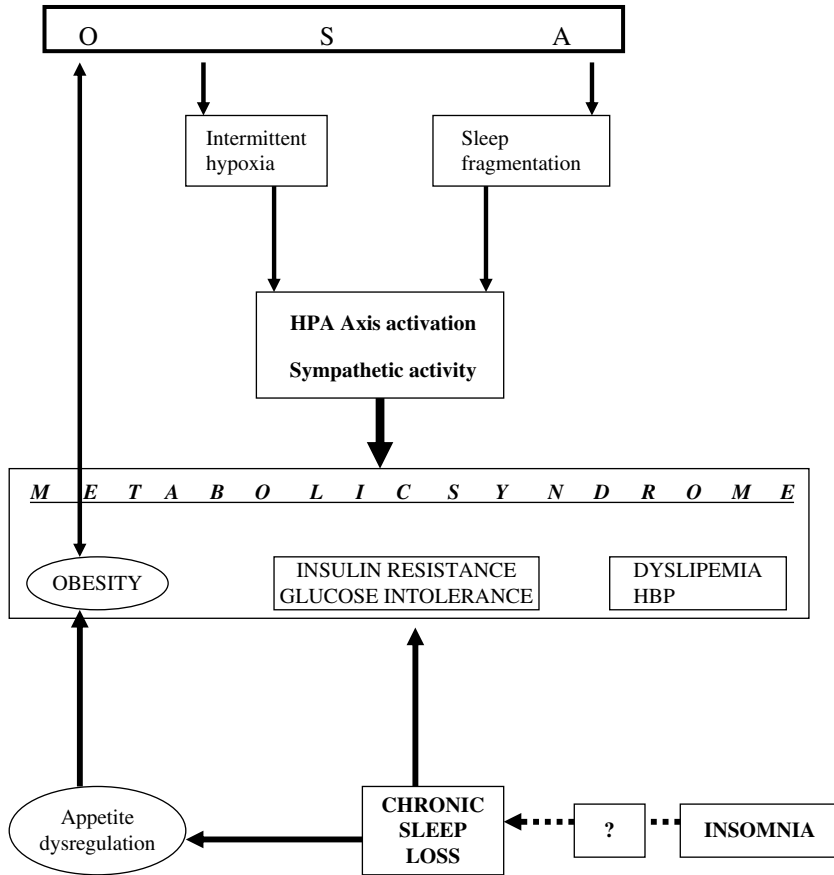 O S A
Intermittent
hypoxia
Sleep
fragmentation
HPA Axis activation
Sympathetic activity
M E T A B O L I C S Y N D R O M E
OBESITY
INSULIN RESISTANCE
GLUCOSE INTOLERANCE
DYSLIPEMIA
HBP
Appetite
dysregulation
CHRONIC
SLEEP
LOSS
?
INSOMNIA